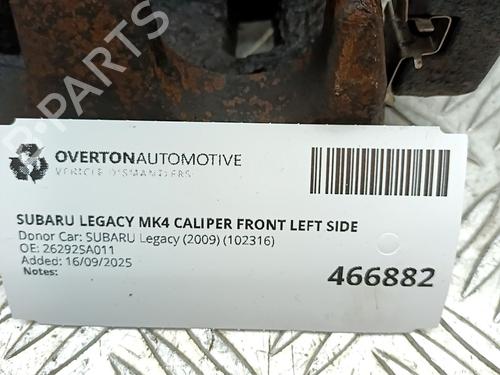 B-PARTS
OVERTONAUTOMOTIVE
VEHICLE DISMANTLERS
SUBARU LEGACY MK4 CALIPER FRONT LEFT SIDE
Donor Car: SUBARU Legacy (2009) (102316)
OE: 26292SA011
Added: 16/09/2025
Notes:
466882